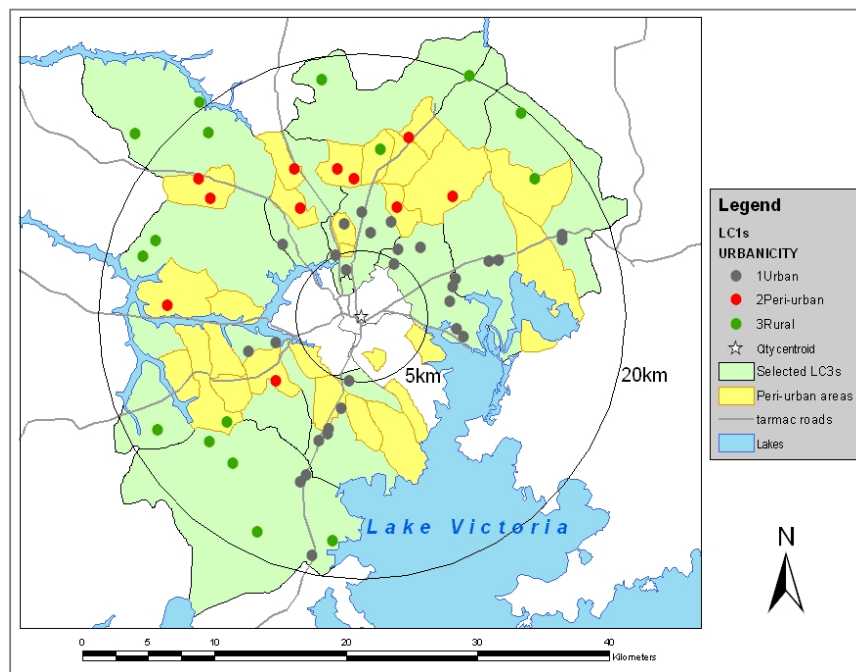 5km
20km
Lake Victoria
Legend
LC1s
URBANICITY
1Urban
2Peri-urban
3Rural
City centroid
Selected LC3s
Peri-urban areas
tarmac roads
Lakes
N
0 5 10 20 30 40
Kilometers